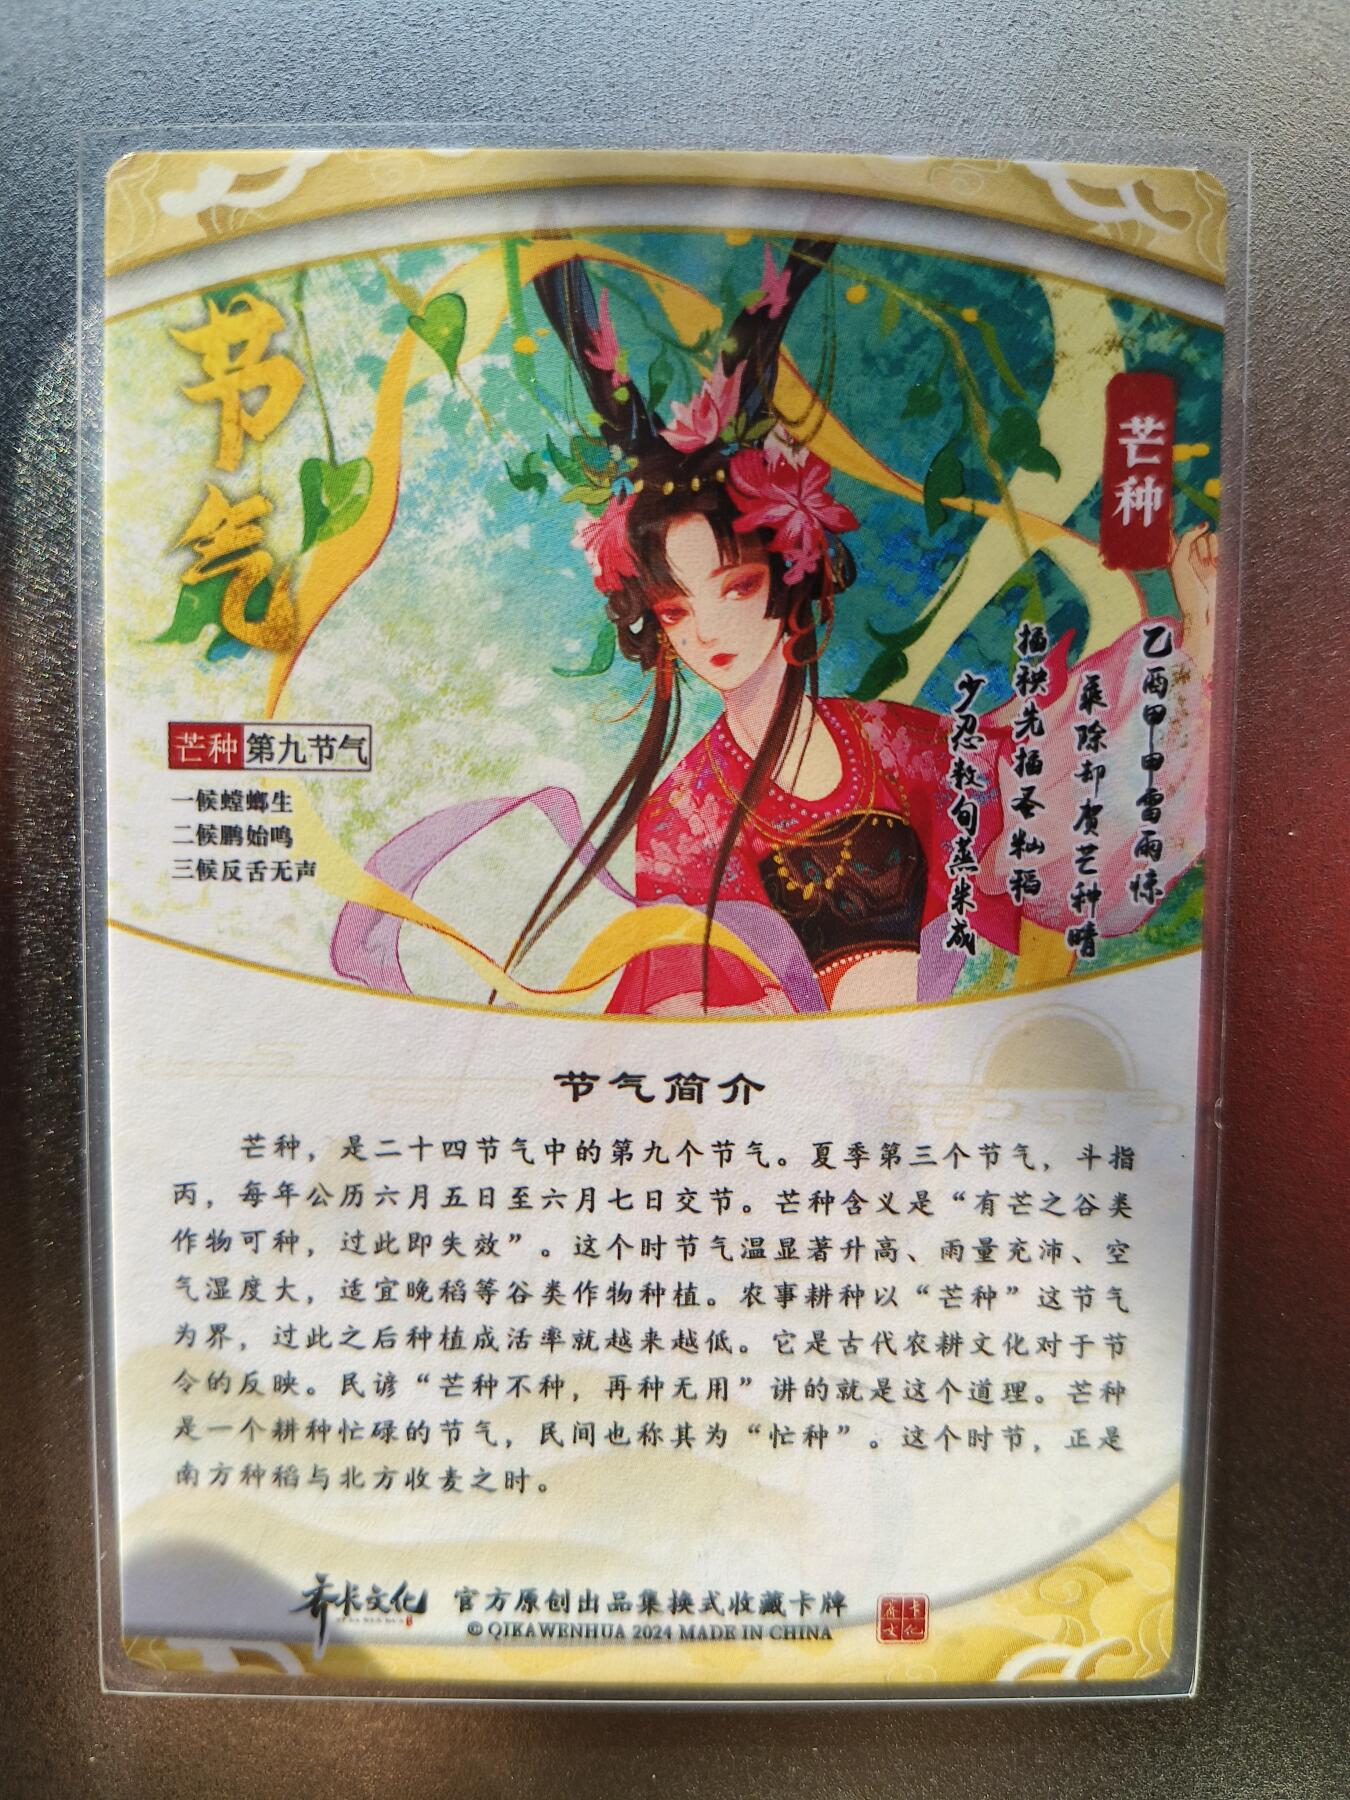 节气
芒种
乙酉甲申雷雨惊
乘除却贺芒种晴
插秧先插蚤籼稻
少忍数旬蒸米成
芒种 第九节气
一候螳螂生
二候鹏始鸣
三候反舌无声
节气简介
芒种，是二十四节气中的第九个节气。夏季第三个节气，斗指
丙，每年公历六月五日至六月七日交节。芒种含义是“有芒之谷类
作物可种，过此即失效”。这个时节气温显著升高、雨量充沛、空
气湿度大，适宜晚稻等谷类作物种植。农事耕种以“芒种”这节气
为界，过此之后种植成活率就越来越低。它是古代农耕文化对于节
令的反映。民谚“芒种不种，再种无用”讲的就是这个道理。芒种
是一个耕种忙碌的节气，民间也称其为“忙种”。这个时节，正是
南方种稻与北方收麦之时。
齐卡文化
官方原创出品集换式收藏卡牌
© QIKAWENHUA 2024 MADE IN CHINA